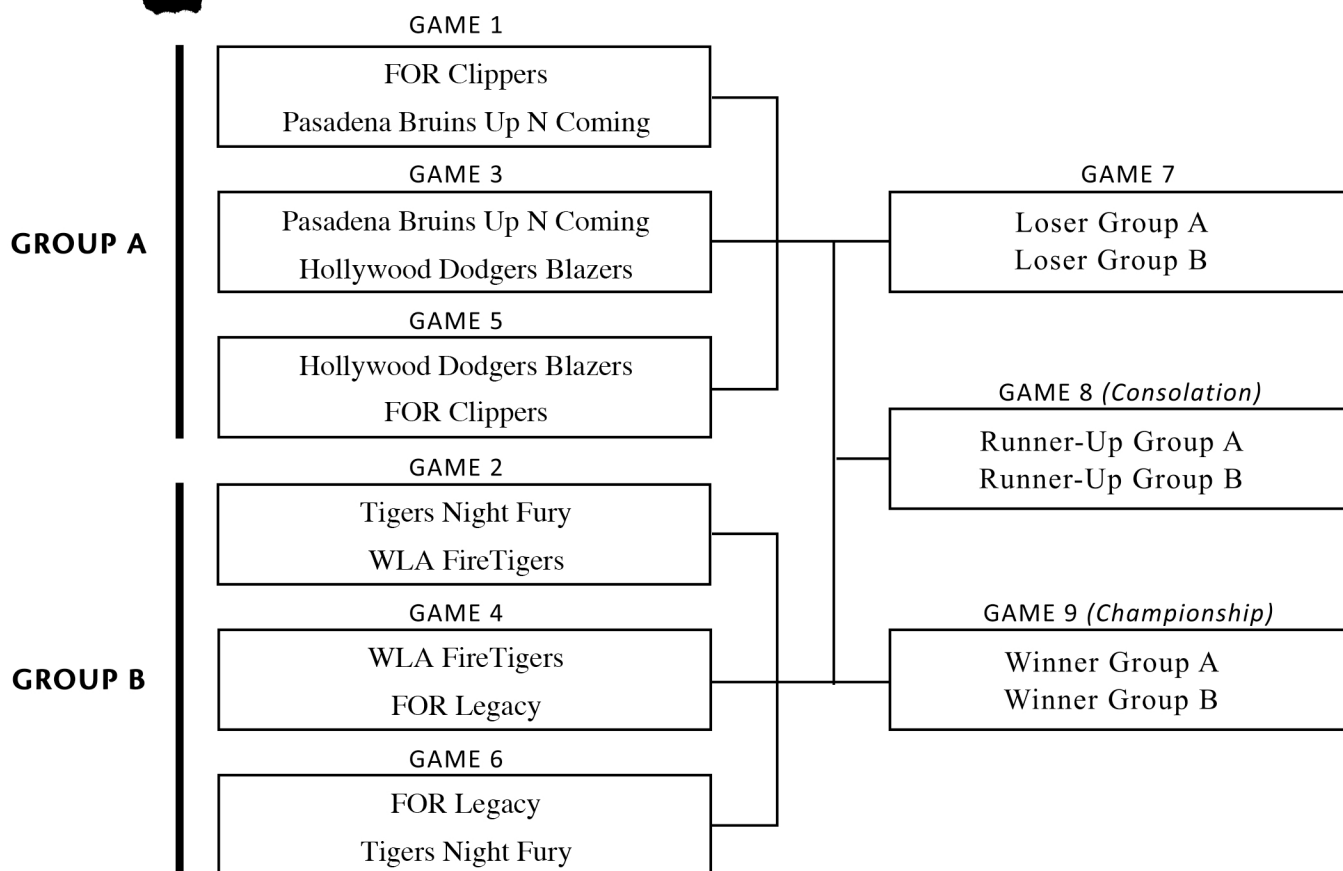 GROUP A
GAME 1
FOR Clippers
Pasadena Bruins Up N Coming
GAME 3
Pasadena Bruins Up N Coming
Hollywood Dodgers Blazers
GAME 5
Hollywood Dodgers Blazers
FOR Clippers
GROUP B
GAME 2
Tigers Night Fury
WLA FireTigers
GAME 4
WLA FireTigers
FOR Legacy
GAME 6
FOR Legacy
Tigers Night Fury
GAME 7
Loser Group A
Loser Group B
GAME 8 (Consolation)
Runner-Up Group A
Runner-Up Group B
GAME 9 (Championship)
Winner Group A
Winner Group B